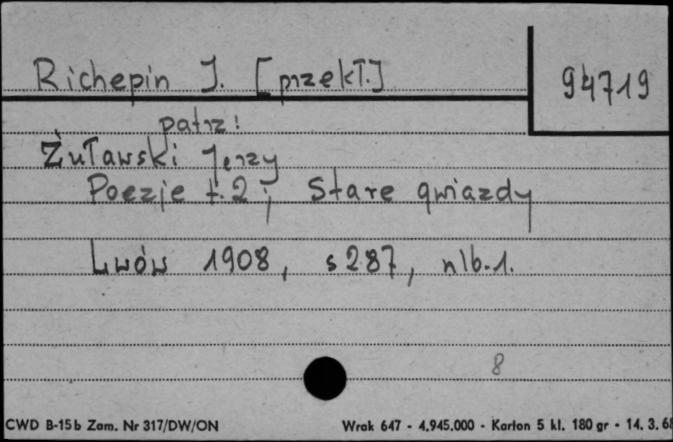 Richepin J. [przekł.]
94719
patrz!
Żuławski Jerzy
Poezje t. 2; Stare gwiazdy
Lwów 1908, s 287, nlb. 1.
8
CWD B-15b Zam. Nr 317/DW/ON
Wrak 647 - 4.945.000 - Karton 5 kl. 180 gr - 14. 3. 68